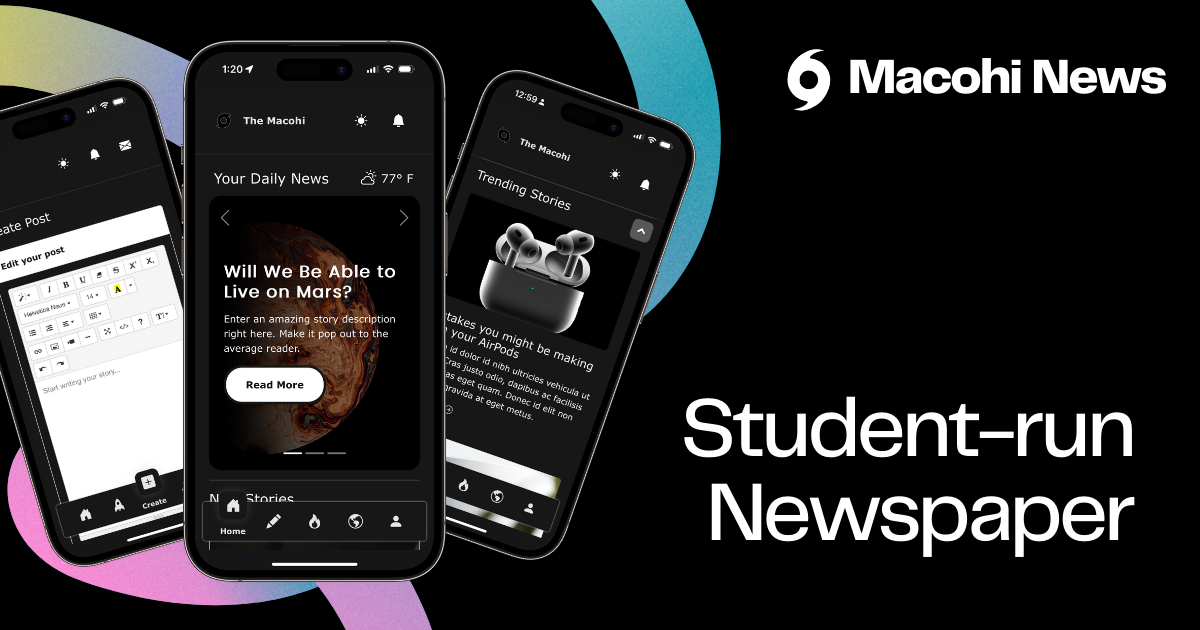 Macohi News
Student-run
Newspaper
eate Post
Edit your post
Helvetica Neue
14
Start writing your story...
Create
1:20
The Macohi
Your Daily News
77° F
Will We Be Able to
Live on Mars?
Enter an amazing story description
right here. Make it pop out to the
average reader.
Read More
Stories
Home
12:59
The Macohi
Trending Stories
takes you might be making
your AirPods
id dolor id nibh ultricies vehicula ut
Cras justo odio, dapibus ac facilisis
as eget quam. Donec id elit non
gravida at eget metus.